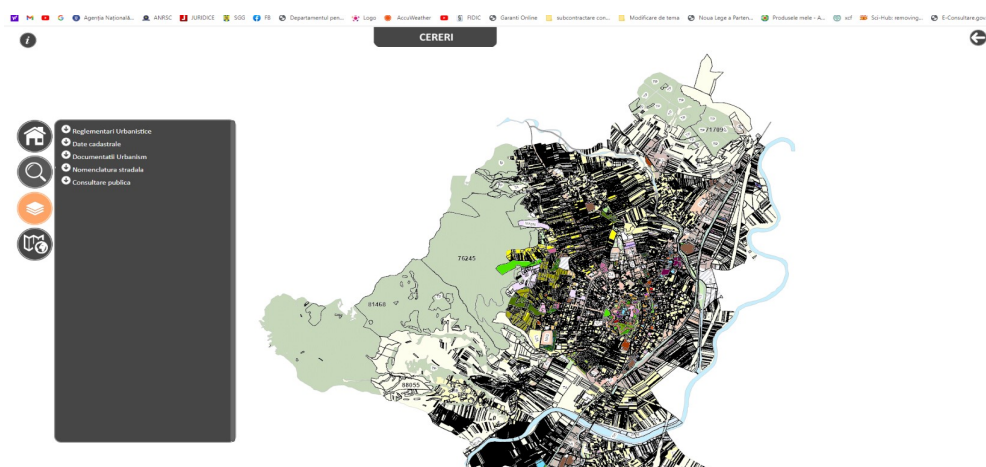 Agenția Națională... ANRSC JURIDICE SGG FB Departamentul pen... Logo AccuWeather FIDIC Garanti Online subcontractare con... Modificare de tema Noua Lege a Parten... Produsele mele - A... xcf Sci-Hub: removing... E-Consultare.gov
CERERI
Reglementari Urbanistice
Date cadastrale
Documentatii Urbanism
Nomenclatura stradala
Consultare publica
76245
81468
88055